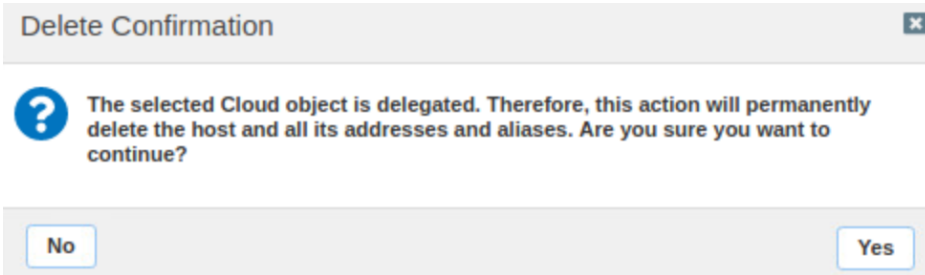 Delete Confirmation
The selected Cloud object is delegated. Therefore, this action will permanently
delete the host and all its addresses and aliases. Are you sure you want to
continue?
No
Yes